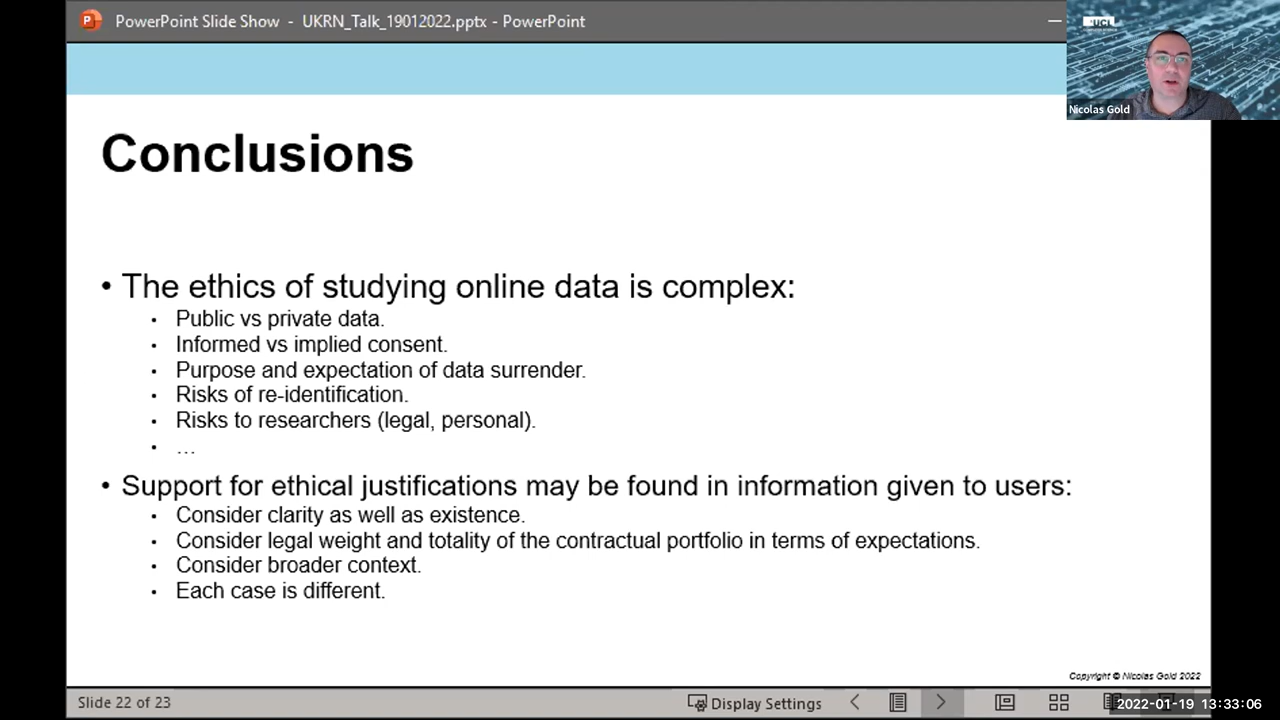 PowerPoint Slide Show - UKRN_Talk_19012022.pptx - PowerPoint
UCL
Nicolas Gold
Conclusions
• The ethics of studying online data is complex:
• Public vs private data.
• Informed vs implied consent.
• Purpose and expectation of data surrender.
• Risks of re-identification.
• Risks to researchers (legal, personal).
• …
• Support for ethical justifications may be found in information given to users:
• Consider clarity as well as existence.
• Consider legal weight and totality of the contractual portfolio in terms of expectations.
• Consider broader context.
• Each case is different.
Copyright © Nicolas Gold 2022
Slide 22 of 23
Display Settings
2022-01-19 13:33:06